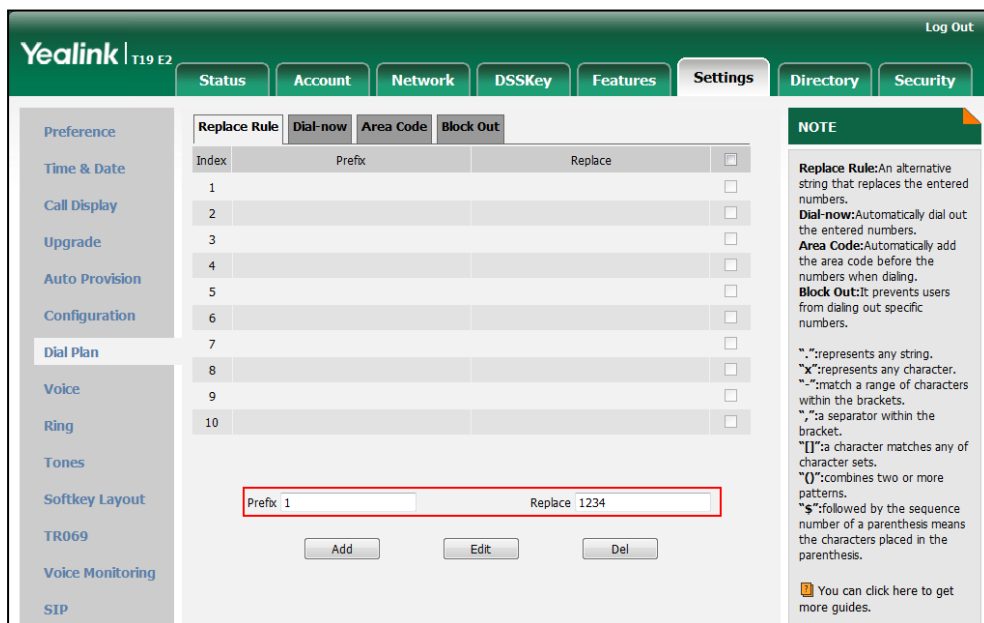 Log Out
Yealink | T19 E2
Status Account Network DSSKey Features Settings Directory Security
Preference
Time & Date
Call Display
Upgrade
Auto Provision
Configuration
Dial Plan
Voice
Ring
Tones
Softkey Layout
TR069
Voice Monitoring
SIP
Replace Rule Dial-now Area Code Block Out
Index Prefix Replace
1
2
3
4
5
6
7
8
9
10
Prefix 1 Replace 1234
Add Edit Del
NOTE
Replace Rule:An alternative
string that replaces the entered
numbers.
Dial-now:Automatically dial out
the entered numbers.
Area Code:Automatically add
the area code before the
numbers when dialing.
Block Out:It prevents users
from dialing out specific
numbers.
".":represents any string.
"x":represents any character.
"-":match a range of characters
within the brackets.
",":a separator within the
bracket.
"[]":a character matches any of
character sets.
"()":combines two or more
patterns.
"$":followed by the sequence
number of a parenthesis means
the characters placed in the
parenthesis.
You can click here to get
more guides.